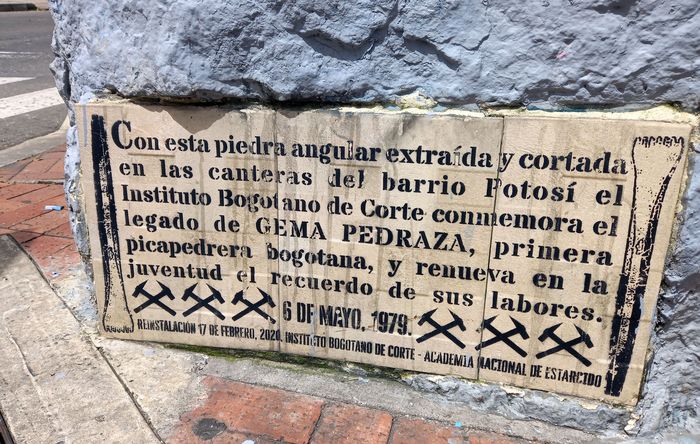 Con esta piedra angular extraída y cortada
en las canteras del barrio Potosí el
Instituto Bogotano de Corte conmemora el
legado de GEMA PEDRAZA, primera
picapedrera bogotana, y renueva en la
juventud el recuerdo de sus labores.
6 DE MAYO, 1979.
REINSTALACIÓN 17 DE FEBRERO, 2020. INSTITUTO BOGOTANO DE CORTE - ACADEMIA NACIONAL DE ESTARCIDO